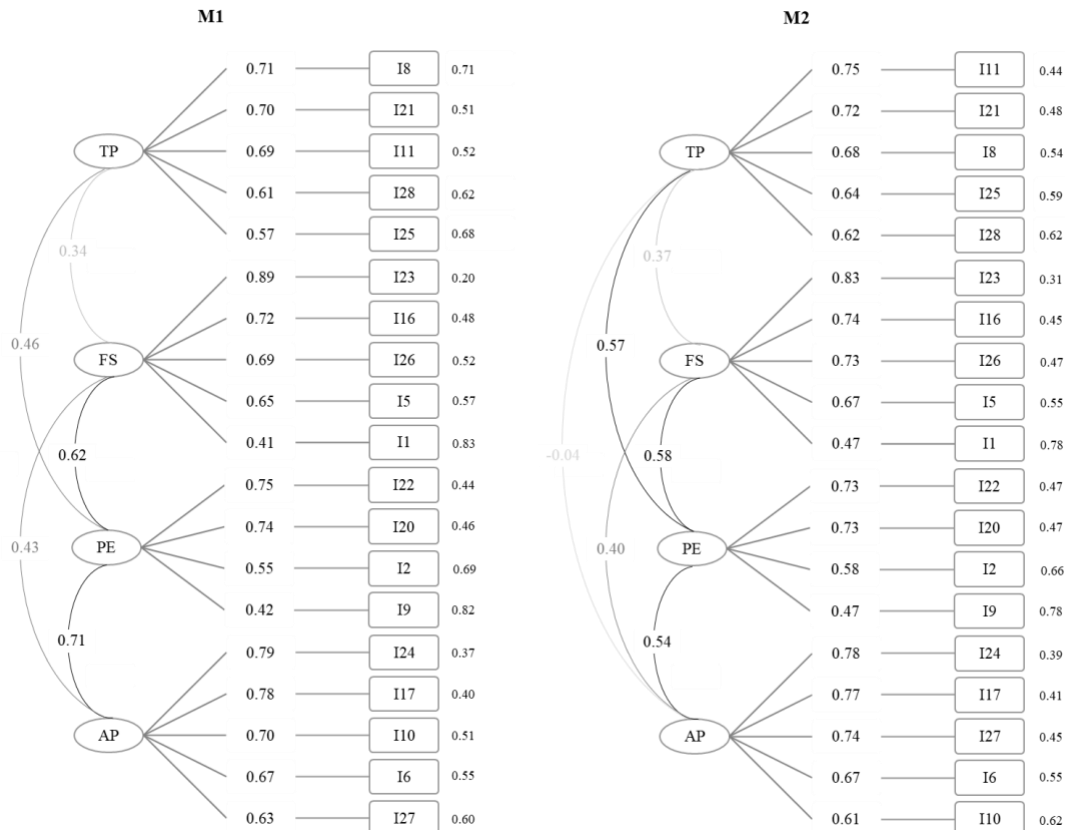 M1
M2
0.71 I8 0.71
0.70 I21 0.51
TP 0.69 I11 0.52
0.61 I28 0.62
0.57 I25 0.68
0.34
0.89 I23 0.20
0.46
0.72 I16 0.48
FS 0.69 I26 0.52
0.65 I5 0.57
0.41 I1 0.83
0.62
0.75 I22 0.44
0.74 I20 0.46
0.43
PE
0.55 I2 0.69
0.42 I9 0.82
0.71
0.79 I24 0.37
0.78 I17 0.40
AP 0.70 I10 0.51
0.67 I6 0.55
0.63 I27 0.60
0.75 I11 0.44
0.72 I21 0.48
TP 0.68 I8 0.54
0.64 I25 0.59
0.62 I28 0.62
0.37
0.83 I23 0.31
0.57
0.74 I16 0.45
FS 0.73 I26 0.47
0.67 I5 0.55
0.47 I1 0.78
-0.04
0.58
0.73 I22 0.47
0.73 I20 0.47
0.40
PE
0.58 I2 0.66
0.47 I9 0.78
0.54
0.78 I24 0.39
0.77 I17 0.41
AP 0.74 I27 0.45
0.67 I6 0.55
0.61 I10 0.62